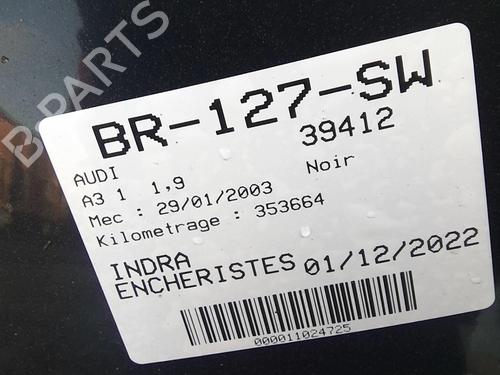 B-PARTS
BR-127-SW
AUDI 39412
A3 1 1,9 Noir
Mec : 29/01/2003
Kilometrage : 353664
INDRA
ENCHERISTES 01/12/2022
000011024725